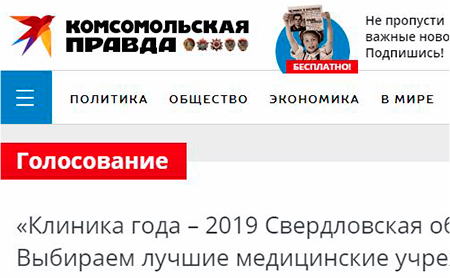 КОМСОМОЛЬСКАЯ
ПРАВДА
БЕСПЛАТНО!
Не пропусти
важные ново
Подпишись!
ПОЛИТИКА ОБЩЕСТВО ЭКОНОМИКА В МИРЕ
Голосование
«Клиника года – 2019 Свердловская об
Выбираем лучшие медицинские учре